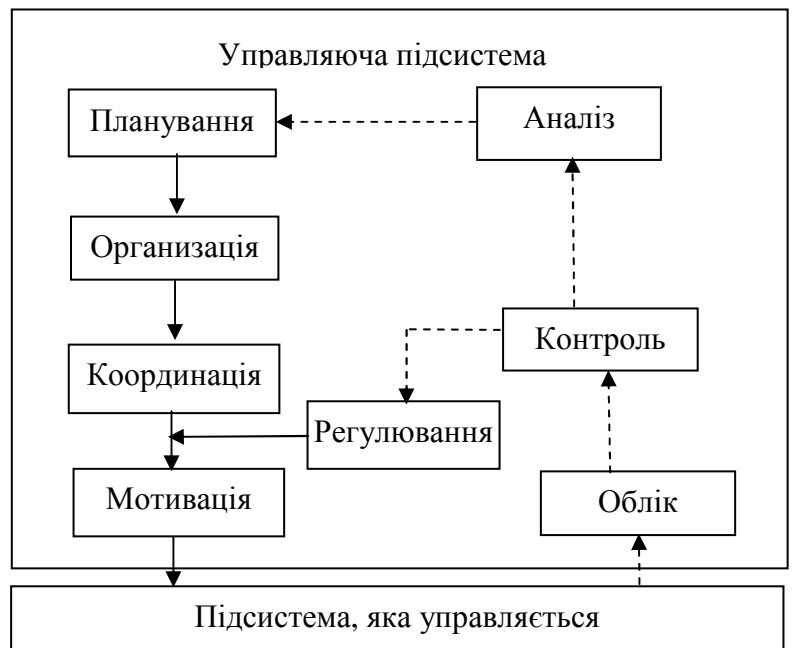 Управляюча підсистема
Планування
Аналіз
Организація
Контроль
Координація
Регулювання
Мотивація
Облік
Підсистема, яка управляється